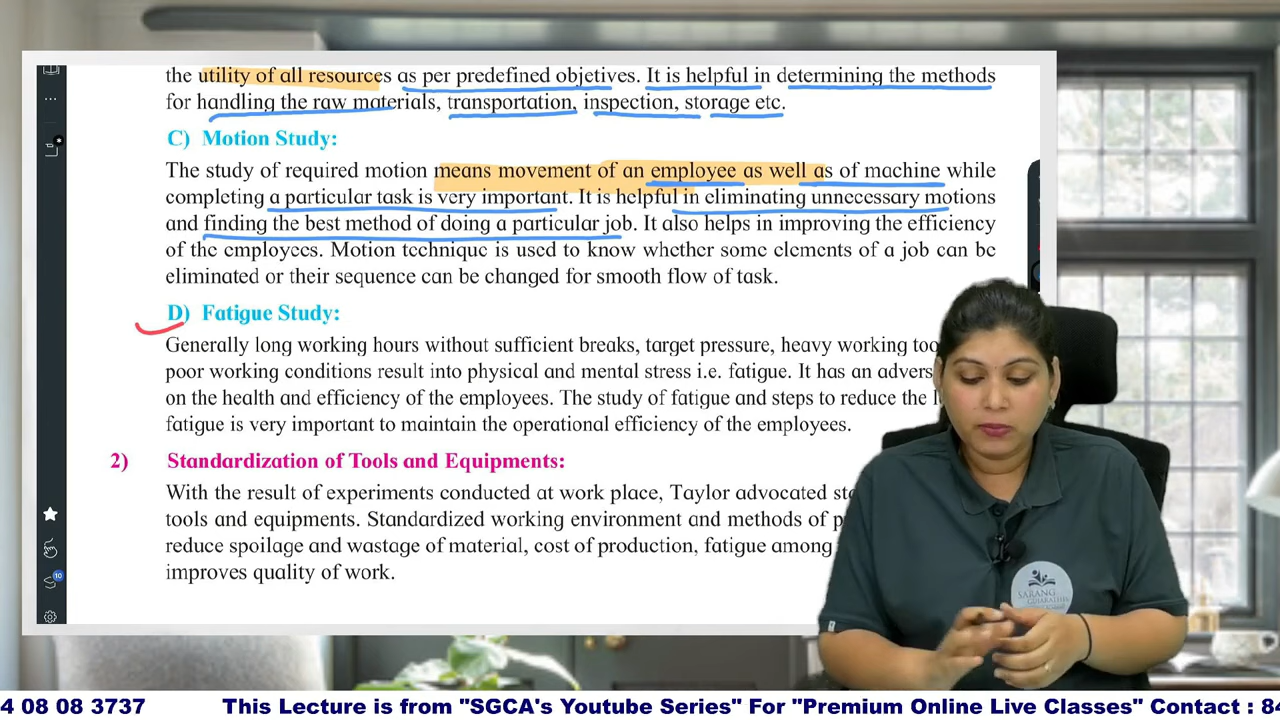 the utility of all resources as per predefined objetives. It is helpful in determining the methods
for handling the raw materials, transportation, inspection, storage etc.
C) Motion Study:
The study of required motion means movement of an employee as well as of machine while
completing a particular task is very important. It is helpful in eliminating unnecessary motions
and finding the best method of doing a particular job. It also helps in improving the efficiency
of the employees. Motion technique is used to know whether some elements of a job can be
eliminated or their sequence can be changed for smooth flow of task.
D) Fatigue Study:
Generally long working hours without sufficient breaks, target pressure, heavy working
poor working conditions result into physical and mental stress i.e. fatigue. It has an
on the health and efficiency of the employees. The study of fatigue and steps to reduce the
fatigue is very important to maintain the operational efficiency of the employees.
2) Standardization of Tools and Equipments:
With the result of experiments conducted at work place, Taylor advocated
tools and equipments. Standardized working environment and methods of
reduce spoilage and wastage of material, cost of production, fatigue among
improves quality of work.
10
SARANG
4 08 08 3737 This Lecture is from "SGCA's Youtube Series" For "Premium Online Live Classes" Contact : 84